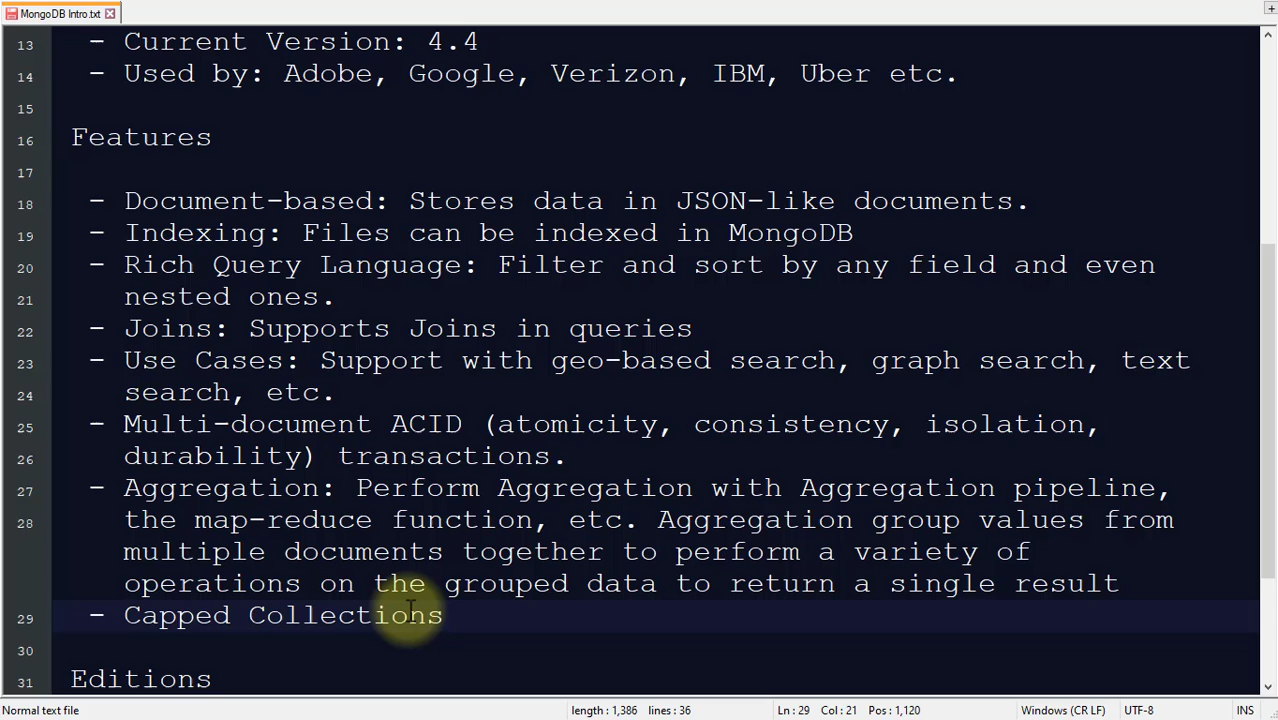 MongoDB Intro.txt
13 - Current Version: 4.4
14 - Used by: Adobe, Google, Verizon, IBM, Uber etc.
15
16 Features
17
18 - Document-based: Stores data in JSON-like documents.
19 - Indexing: Files can be indexed in MongoDB
20 - Rich Query Language: Filter and sort by any field and even
21 nested ones.
22 - Joins: Supports Joins in queries
23 - Use Cases: Support with geo-based search, graph search, text
24 search, etc.
25 - Multi-document ACID (atomicity, consistency, isolation,
26 durability) transactions.
27 - Aggregation: Perform Aggregation with Aggregation pipeline,
28 the map-reduce function, etc. Aggregation group values from
multiple documents together to perform a variety of
operations on the grouped data to return a single result
29 - Capped Collections
30
31 Editions
Normal text file length : 1,386 lines : 36 Ln : 29 Col : 21 Pos : 1,120 Windows (CR LF) UTF-8 INS